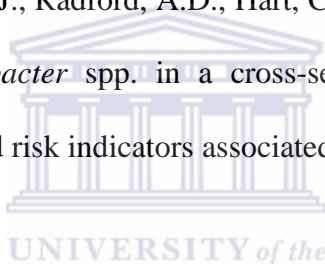 J., Radford, A.D., Hart, C
acter spp. in a cross-se
d risk indicators associated
UNIVERSITY of the